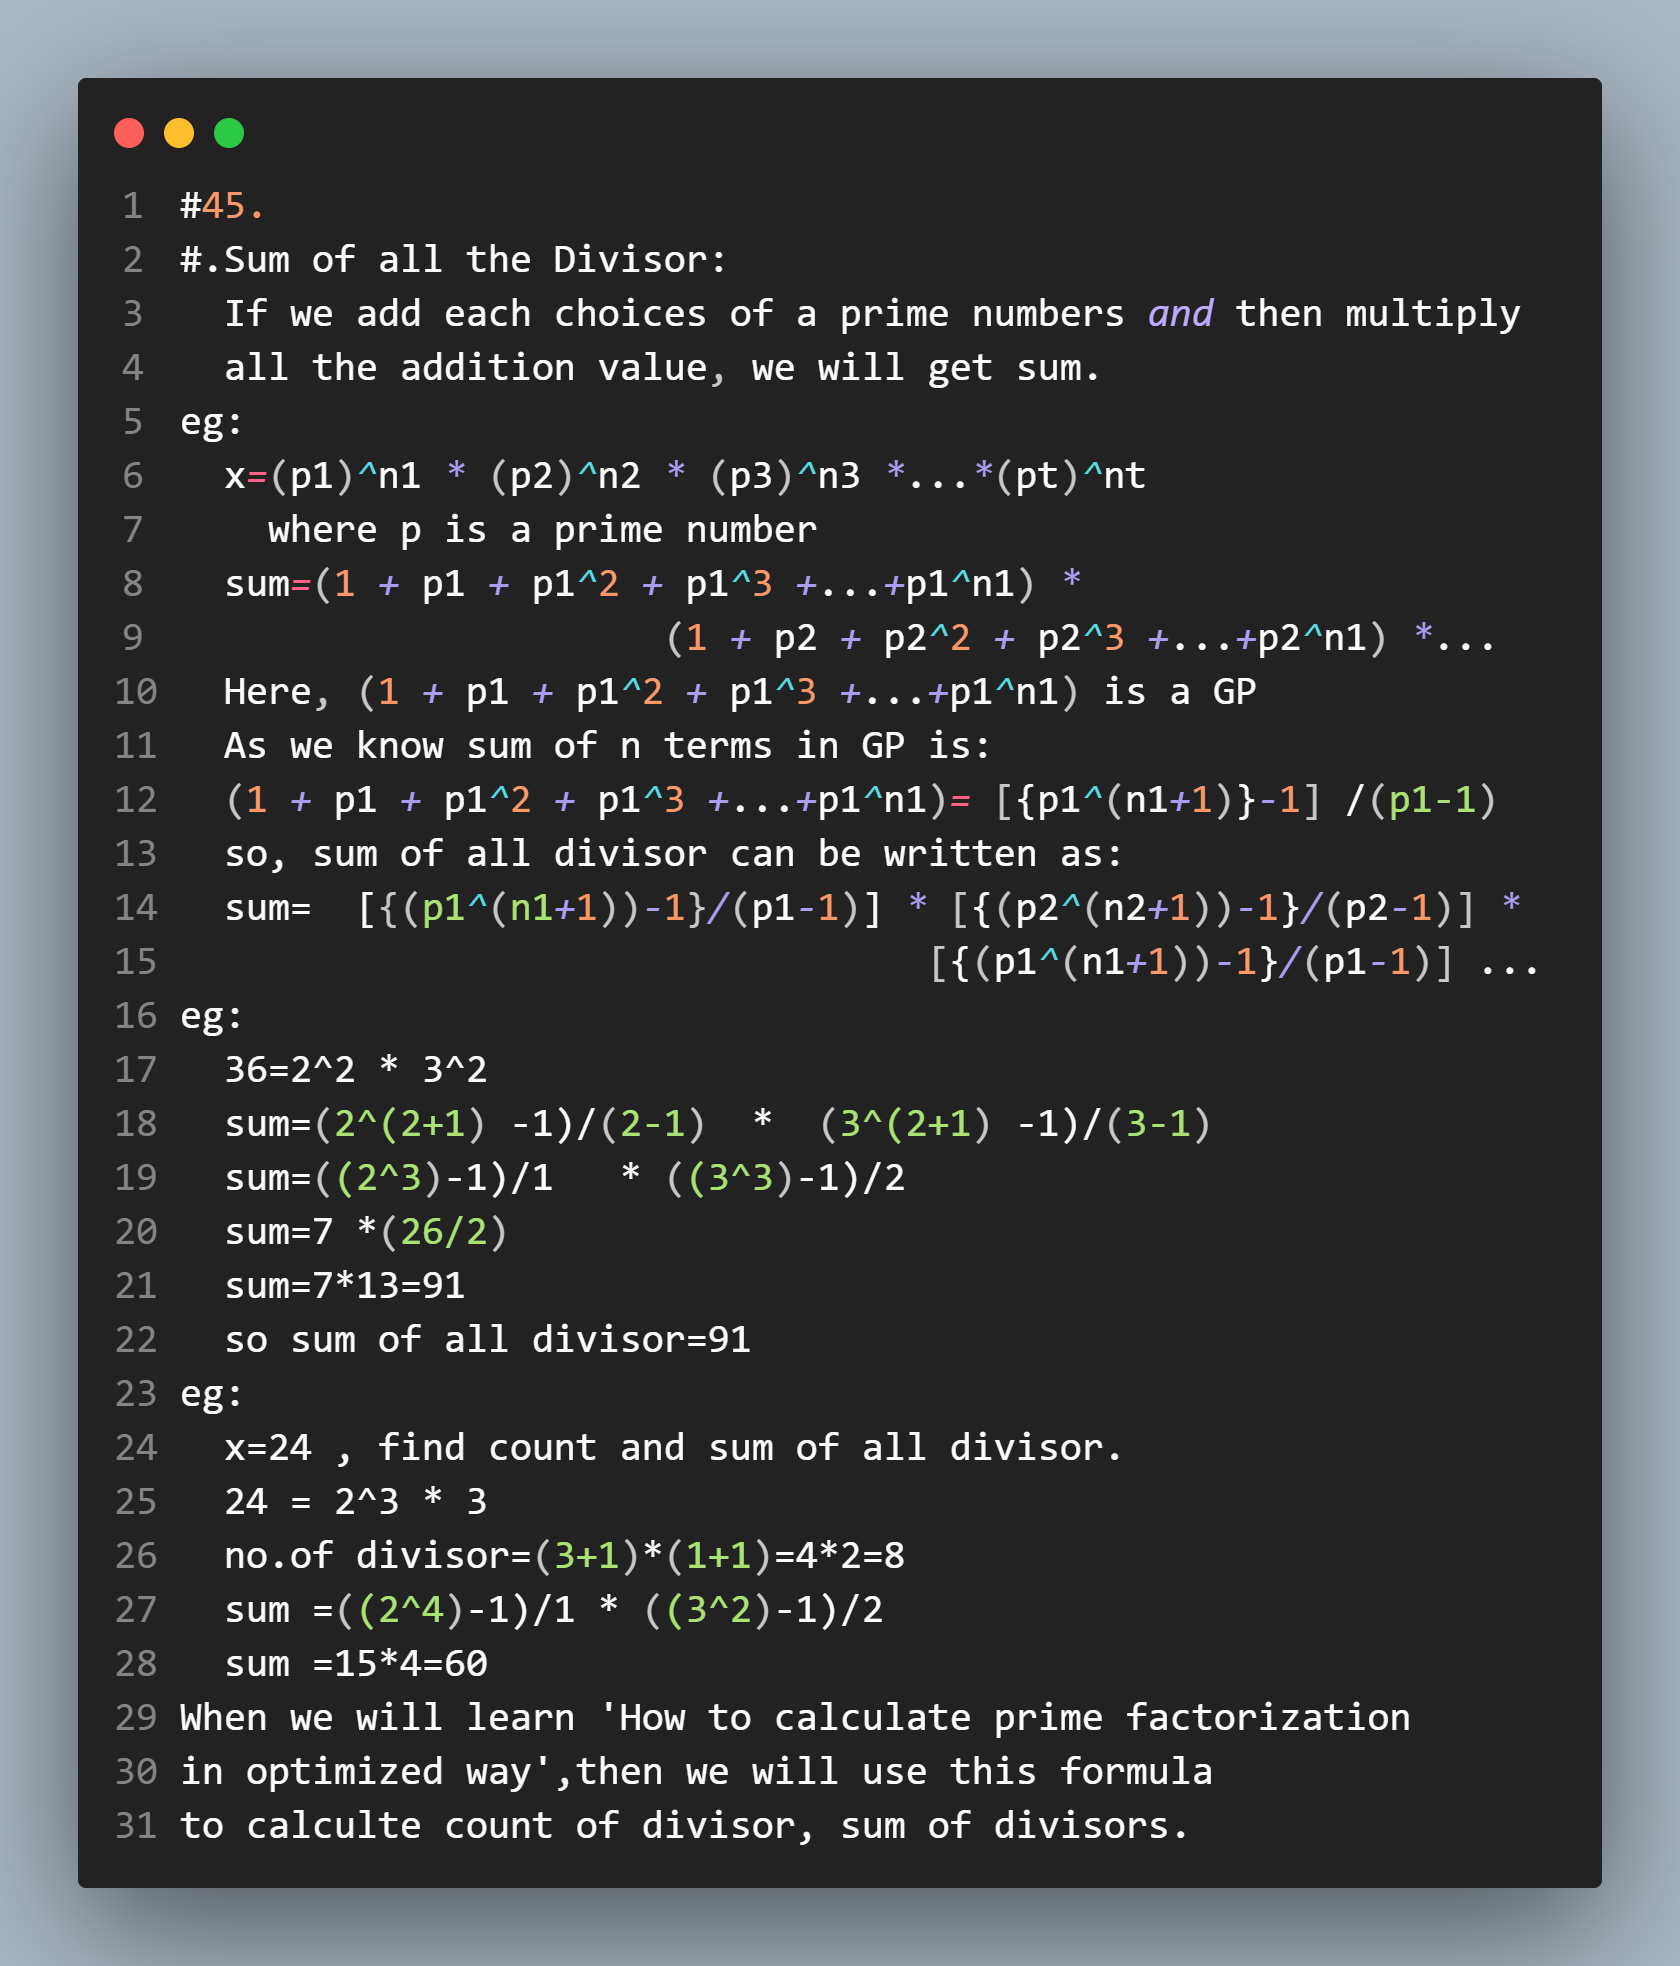 1 #45.
2 #.Sum of all the Divisor:
3 If we add each choices of a prime numbers and then multiply
4 all the addition value, we will get sum.
5 eg:
6 x=(p1)^n1 * (p2)^n2 * (p3)^n3 *...*(pt)^nt
7 where p is a prime number
8 sum=(1 + p1 + p1^2 + p1^3 +...+p1^n1) *
9 (1 + p2 + p2^2 + p2^3 +...+p2^n1) *...
10 Here, (1 + p1 + p1^2 + p1^3 +...+p1^n1) is a GP
11 As we know sum of n terms in GP is:
12 (1 + p1 + p1^2 + p1^3 +...+p1^n1)= [{p1^(n1+1)}-1] /(p1-1)
13 so, sum of all divisor can be written as:
14 sum=  [{(p1^(n1+1))-1}/(p1-1)] * [{(p2^(n2+1))-1}/(p2-1)] *
15 [{(p1^(n1+1))-1}/(p1-1)] ...
16 eg:
17 36=2^2 * 3^2
18 sum=(2^(2+1) -1)/(2-1)  *  (3^(2+1) -1)/(3-1)
19 sum=((2^3)-1)/1   * ((3^3)-1)/2
20 sum=7 *(26/2)
21 sum=7*13=91
22 so sum of all divisor=91
23 eg:
24 x=24 , find count and sum of all divisor.
25 24 = 2^3 * 3
26 no.of divisor=(3+1)*(1+1)=4*2=8
27 sum =((2^4)-1)/1 * ((3^2)-1)/2
28 sum =15*4=60
29 When we will learn 'How to calculate prime factorization
30 in optimized way',then we will use this formula
31 to calculte count of divisor, sum of divisors.